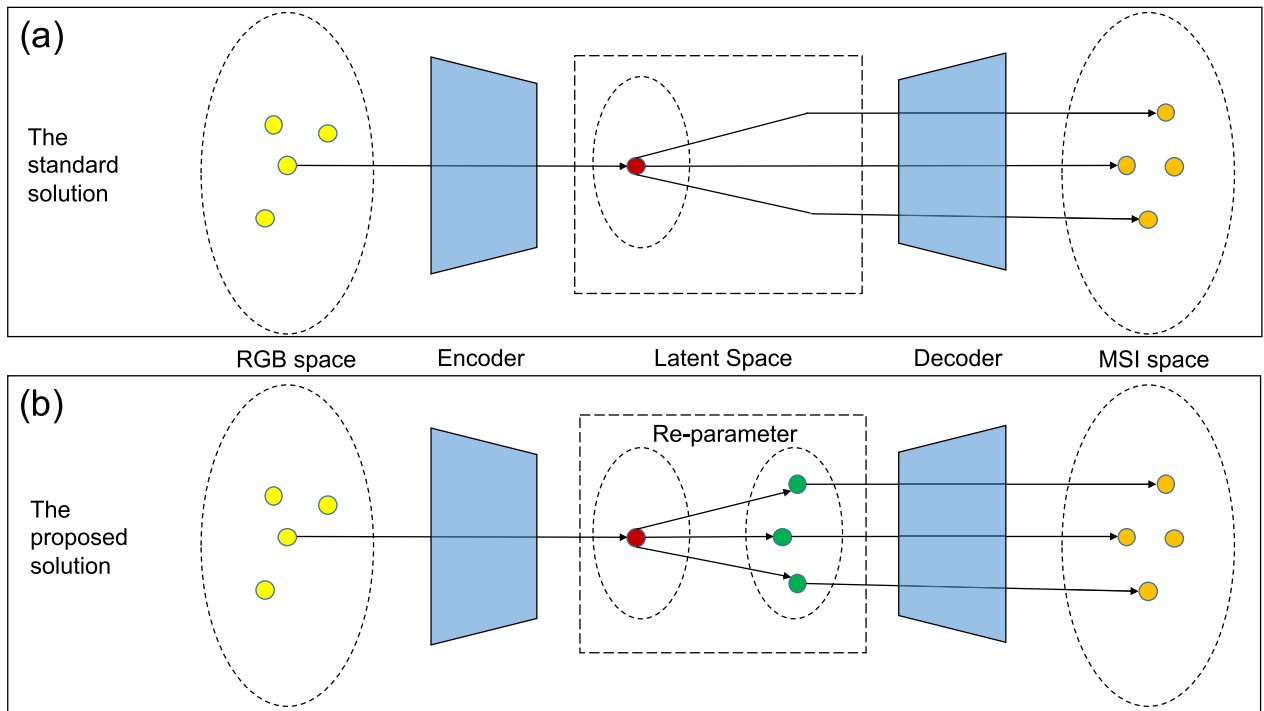 (a)
The
standard
solution
RGB space
Encoder
Latent Space
Decoder
MSI space
(b)
Re-parameter
The
proposed
solution